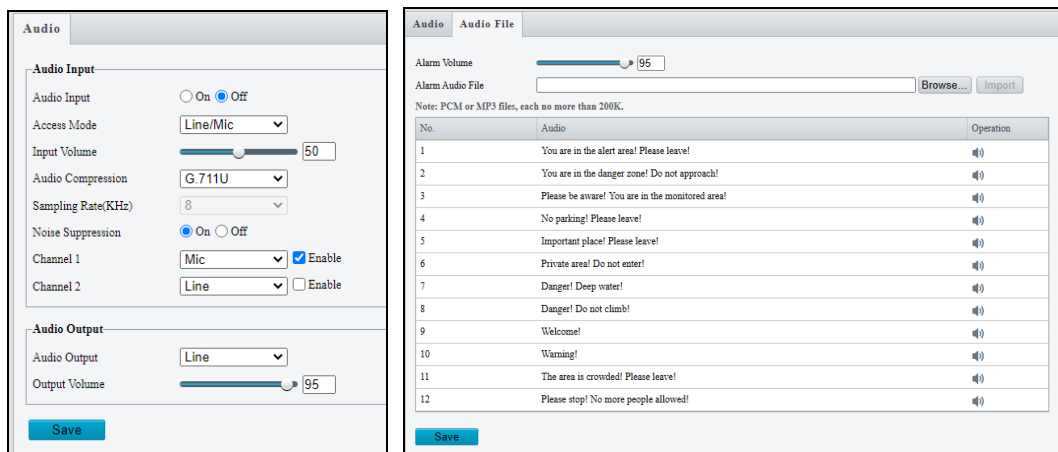 Audio
Audio Input
Audio Input On Off
Access Mode Line/Mic
Input Volume 50
Audio Compression G.711U
Sampling Rate(KHz) 8
Noise Suppression On Off
Channel 1 Mic Enable
Channel 2 Line Enable
Audio Output
Audio Output Line
Output Volume 95
Save
Audio Audio File
Alarm Volume 95
Alarm Audio File Browse... Import
Note: PCM or MP3 files, each no more than 200K.
No. Audio Operation
1 You are in the alert area! Please leave!
2 You are in the danger zone! Do not approach!
3 Please be aware! You are in the monitored area!
4 No parking! Please leave!
5 Important place! Please leave!
6 Private area! Do not enter!
7 Danger! Deep water!
8 Danger! Do not climb!
9 Welcome!
10 Warning!
11 The area is crowded! Please leave!
12 Please stop! No more people allowed!
Save